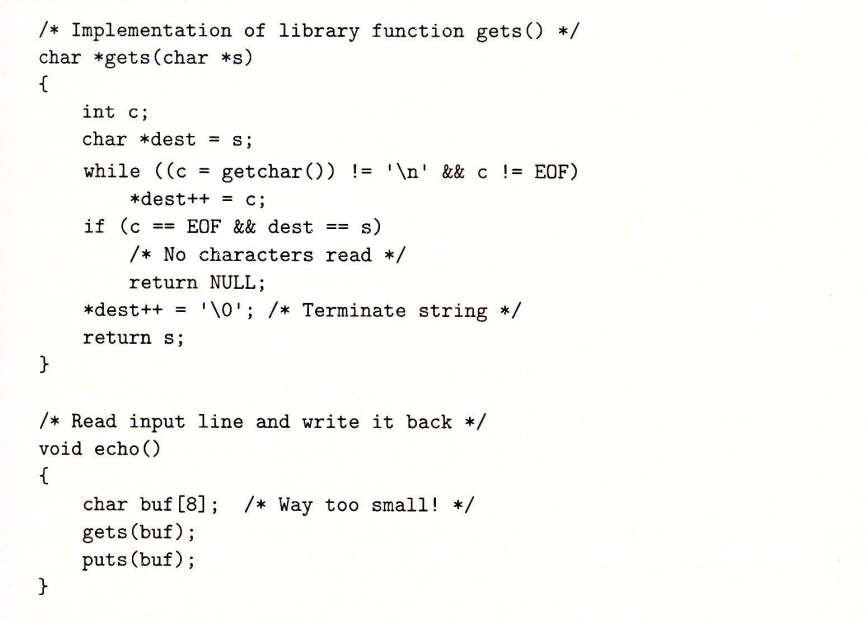 /* Implementation of library function gets() */
char *gets(char *s)
{
    int c;
    char *dest = s;
    while ((c = getchar()) != '\n' && c != EOF)
        *dest++ = c;
    if (c == EOF && dest == s)
        /* No characters read */
        return NULL;
    *dest++ = '\0'; /* Terminate string */
    return s;
}

/* Read input line and write it back */
void echo()
{
    char buf[8];  /* Way too small! */
    gets(buf);
    puts(buf);
}